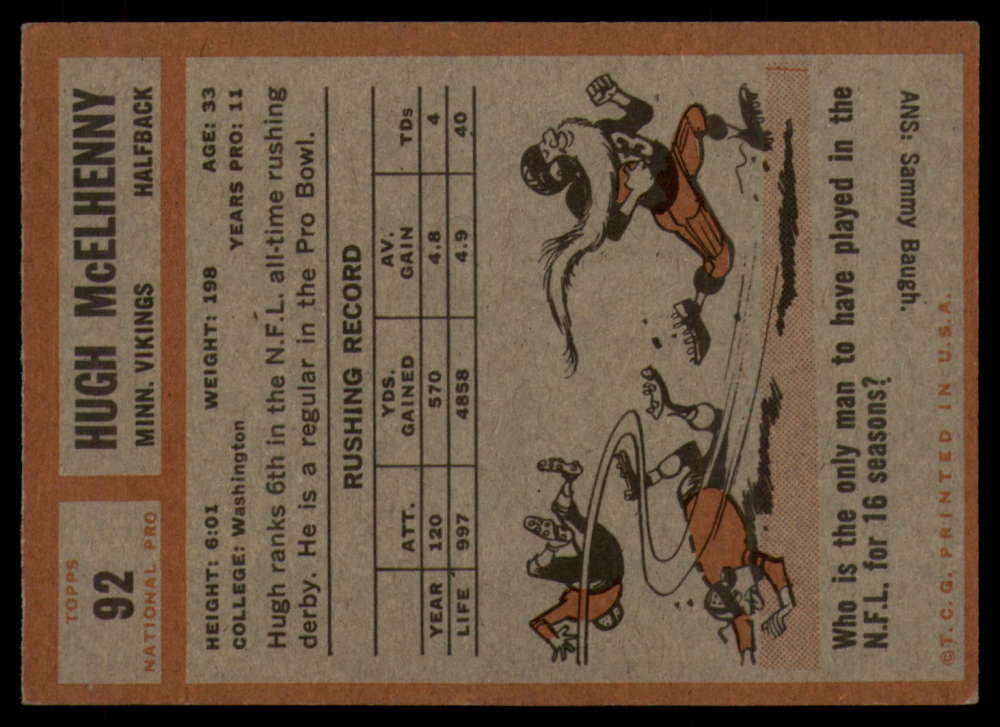 TOPPS
92
NATIONAL PRO
HUGH McELHENNY
MINN. VIKINGS HALFBACK
HEIGHT: 6:01 WEIGHT: 198 AGE: 33
COLLEGE: Washington YEARS PRO: 11
Hugh ranks 6th in the N.F.L. all-time rushing
derby. He is a regular in the Pro Bowl.
RUSHING RECORD
ATT. YDS. GAINED AV. GAIN TDs
YEAR 120 570 4.8 4
LIFE 997 4858 4.9 40
Who is the only man to have played in the
N.F.L. for 16 seasons?
ANS: Sammy Baugh.
©T.C.G. PRINTED IN U.S.A.